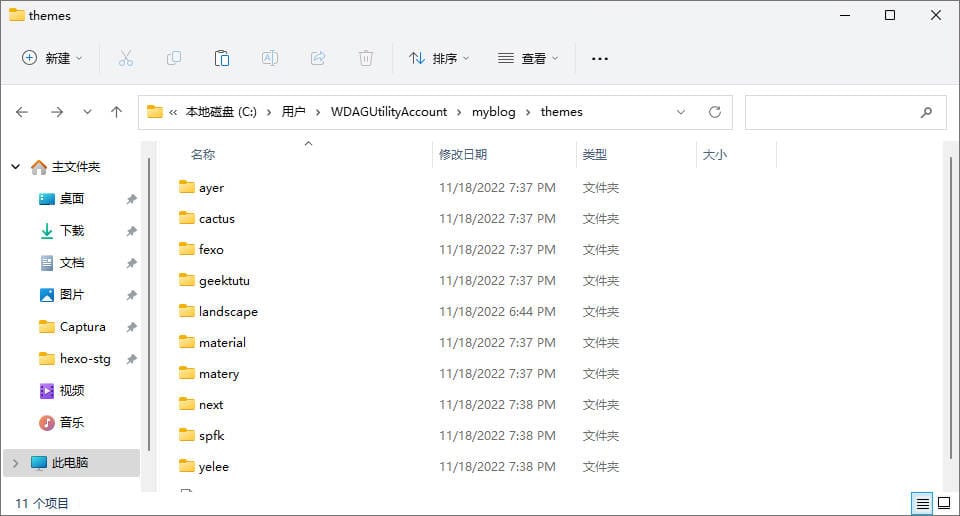 themes
新建 排序 查看
本地磁盘 (C:) 用户 WDAGUtilityAccount myblog themes
名称 修改日期 类型 大小
主文件夹
桌面
下载
文档
图片
Captura
hexo-stg
视频
音乐
此电脑
ayer 11/18/2022 7:37 PM 文件夹
cactus 11/18/2022 7:37 PM 文件夹
fexo 11/18/2022 7:37 PM 文件夹
geektutu 11/18/2022 7:37 PM 文件夹
landscape 11/18/2022 6:44 PM 文件夹
material 11/18/2022 7:37 PM 文件夹
matery 11/18/2022 7:37 PM 文件夹
next 11/18/2022 7:38 PM 文件夹
spfk 11/18/2022 7:38 PM 文件夹
yelee 11/18/2022 7:38 PM 文件夹
11 个项目